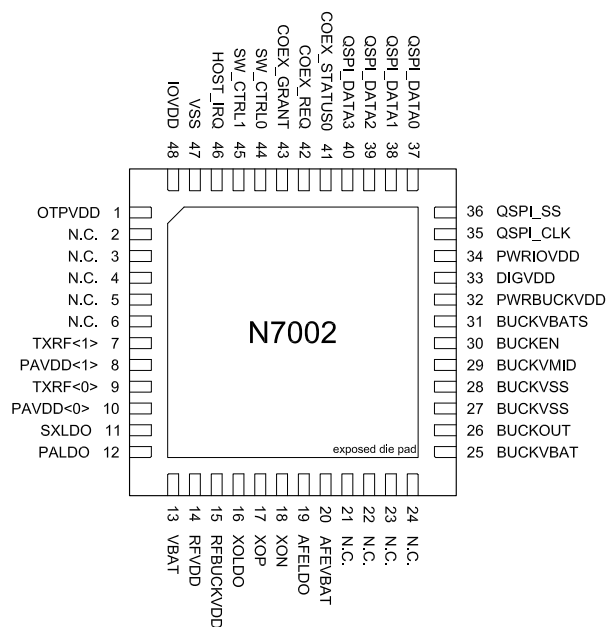 IOVDD 48
VSS 47
HOST_IRQ 46
SW_CTRL1 45
SW_CTRL0 44
COEX_GRANT 43
COEX_REQ 42
COEX_STATUS0 41
QSPI_DATA3 40
QSPI_DATA2 39
QSPI_DATA1 38
QSPI_DATA0 37
OTPVDD 1
N.C. 2
N.C. 3
N.C. 4
N.C. 5
N.C. 6
TXRF<1> 7
PAVDD<1> 8
TXRF<0> 9
PAVDD<0> 10
SXLDO 11
PALDO 12
N7002
exposed die pad
36 QSPI_SS
35 QSPI_CLK
34 PWRIOVDD
33 DIGVDD
32 PWRBUCKVDD
31 BUCKVBATS
30 BUCKEN
29 BUCKVMID
28 BUCKVSS
27 BUCKVSS
26 BUCKOUT
25 BUCKVBAT
13 VBAT
14 RFVDD
15 RFBUCKVDD
16 XOLDO
17 XOP
18 XON
19 AFELDO
20 AFEVBAT
21 N.C.
22 N.C.
23 N.C.
24 N.C.